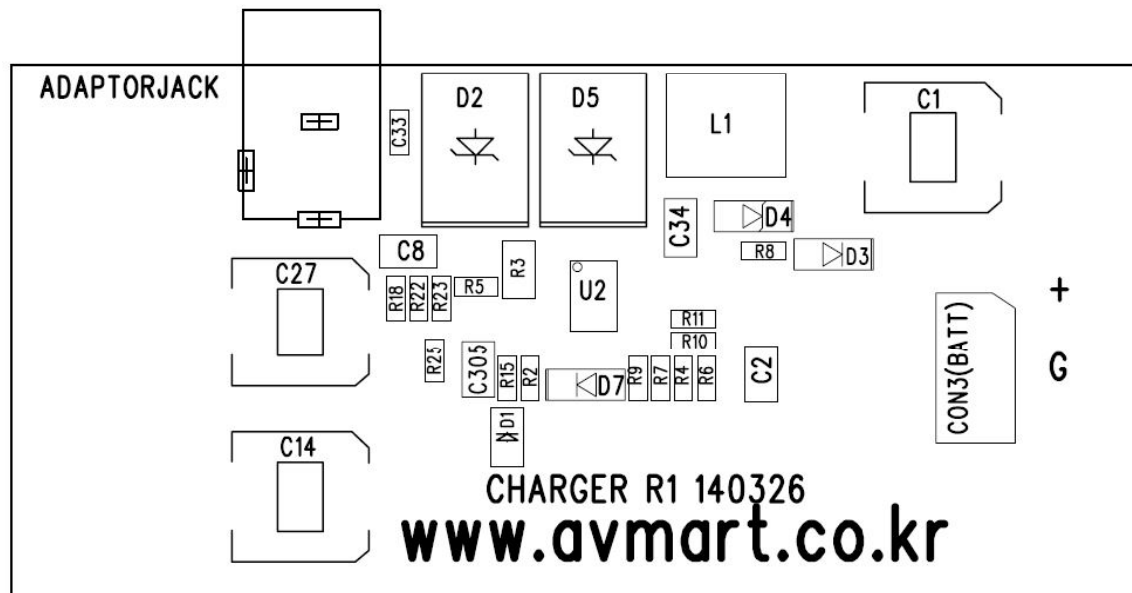 ADAPTORJACK
C33
D2
D5
L1
C1
C34
D4
C8
R8
D3
C27
R18
R22
R23
R5
R3
U2
+
R11
R10
G
R25
C305
R15
R2
D7
R9
R7
R4
R6
C2
CON3(BATT)
D1
C14
CHARGER R1 140326
www.avmart.co.kr